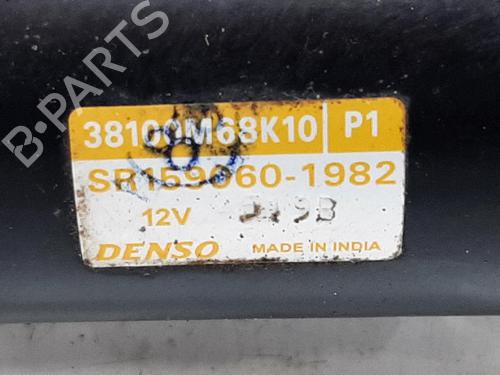 B-PARTS
38100M68K10 P1
SR159060-1982
12V
DENSO MADE IN INDIA